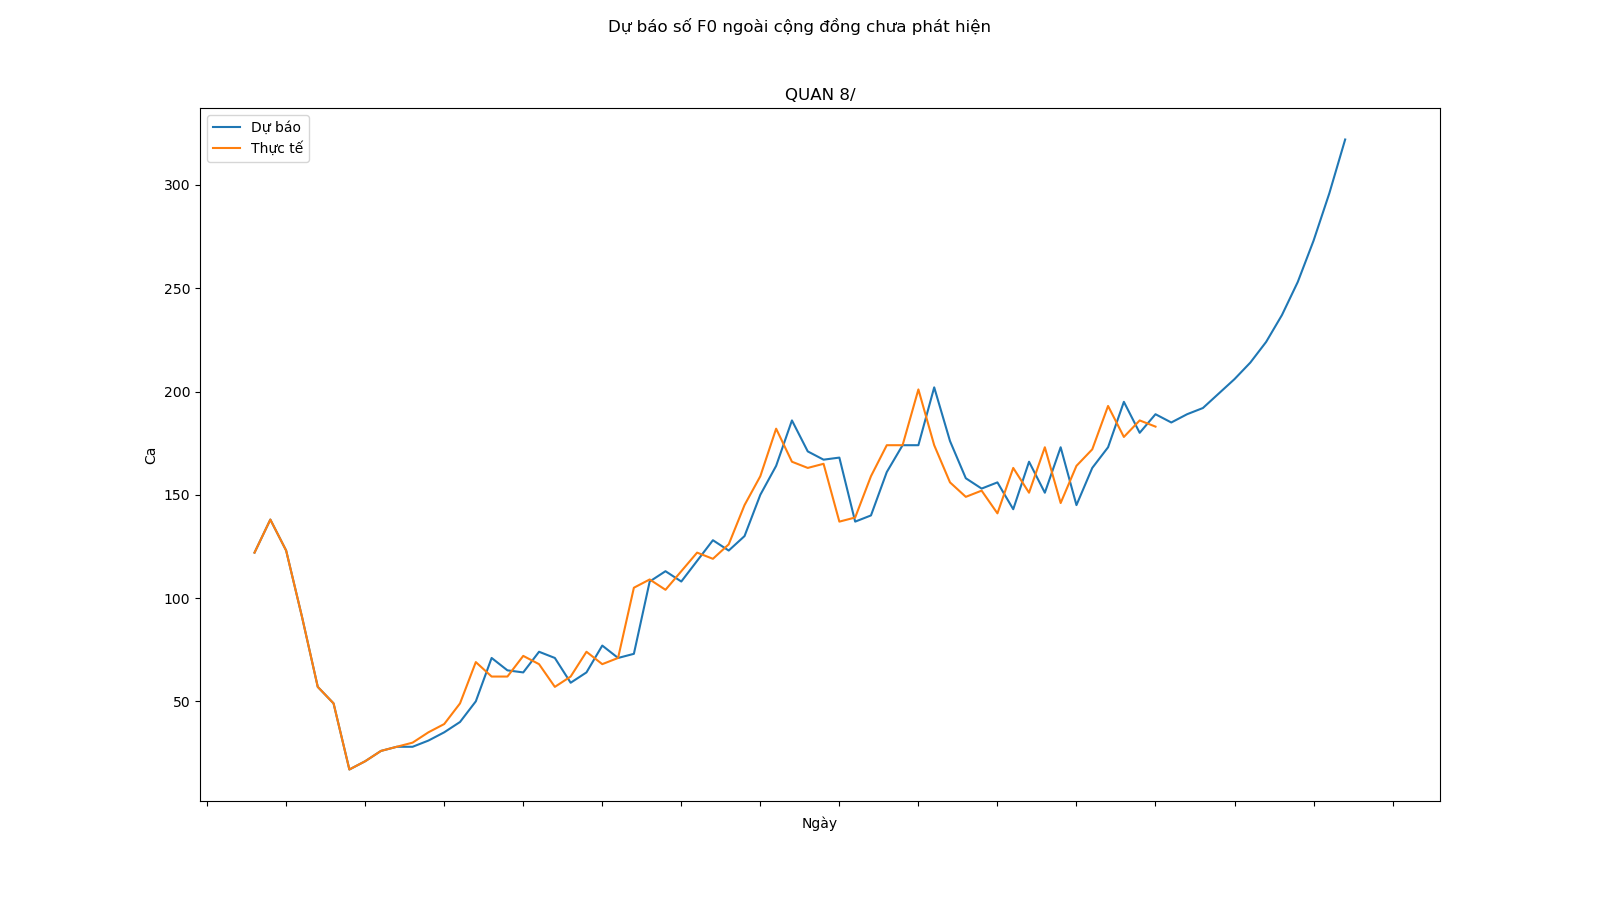 Dự báo số F0 ngoài cộng đồng chưa phát hiện
QUAN 8/
Dự báo
Thực tế
300
250
200
150
100
50
Ca
Ngày